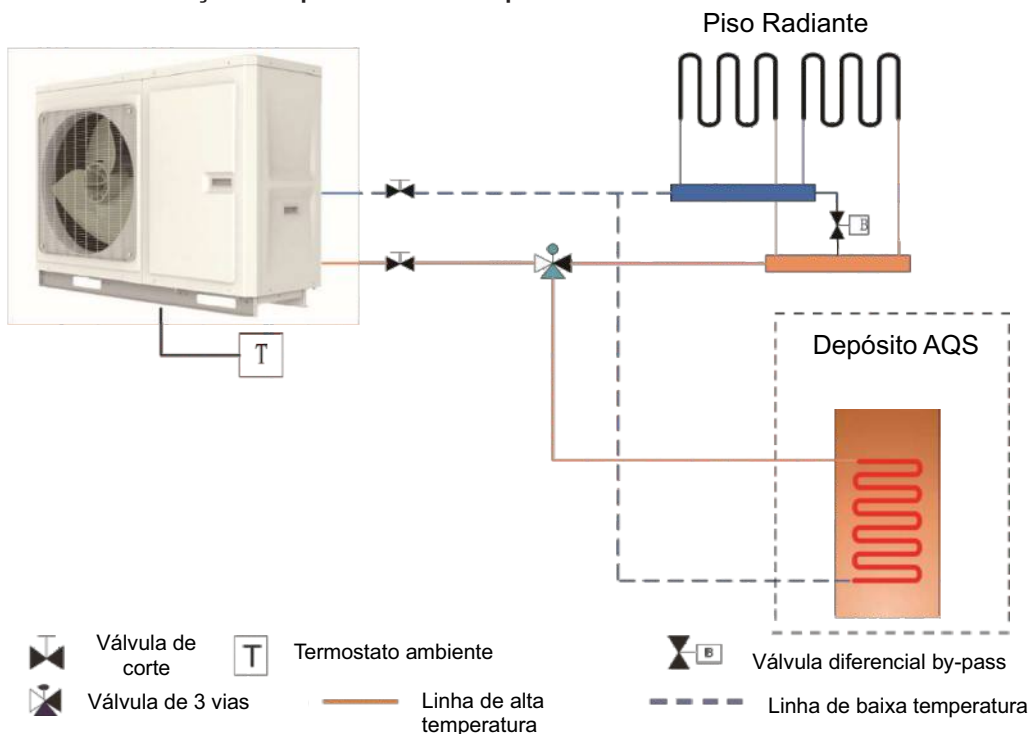 Piso Radiante
B
T
Depósito AQS
Válvula de
corte
T
Termostato ambiente
B
Válvula diferencial by-pass
Válvula de 3 vias
Linha de alta
temperatura
Linha de baixa temperatura